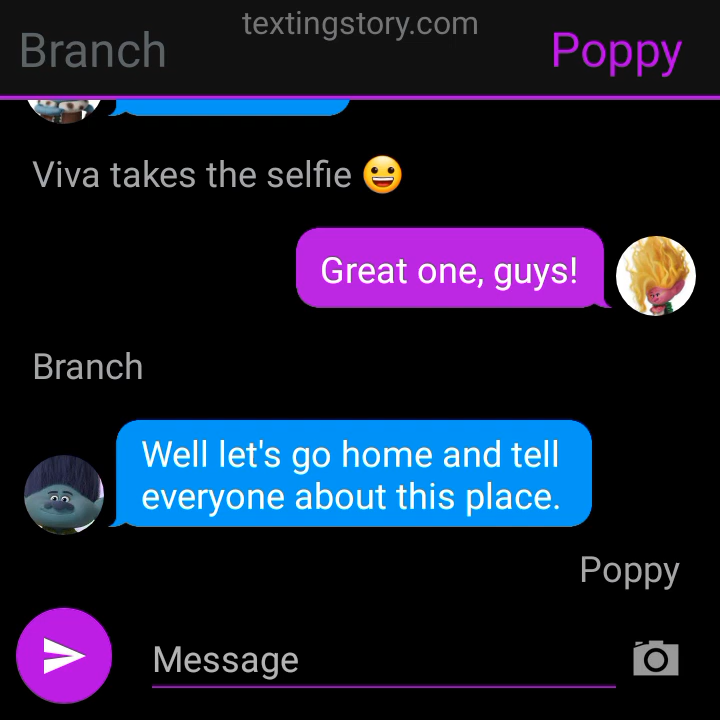 textingstory.com
Branch
Poppy
Viva takes the selfie 😀
Great one, guys!
Branch
Well let's go home and tell
everyone about this place.
Poppy
Message